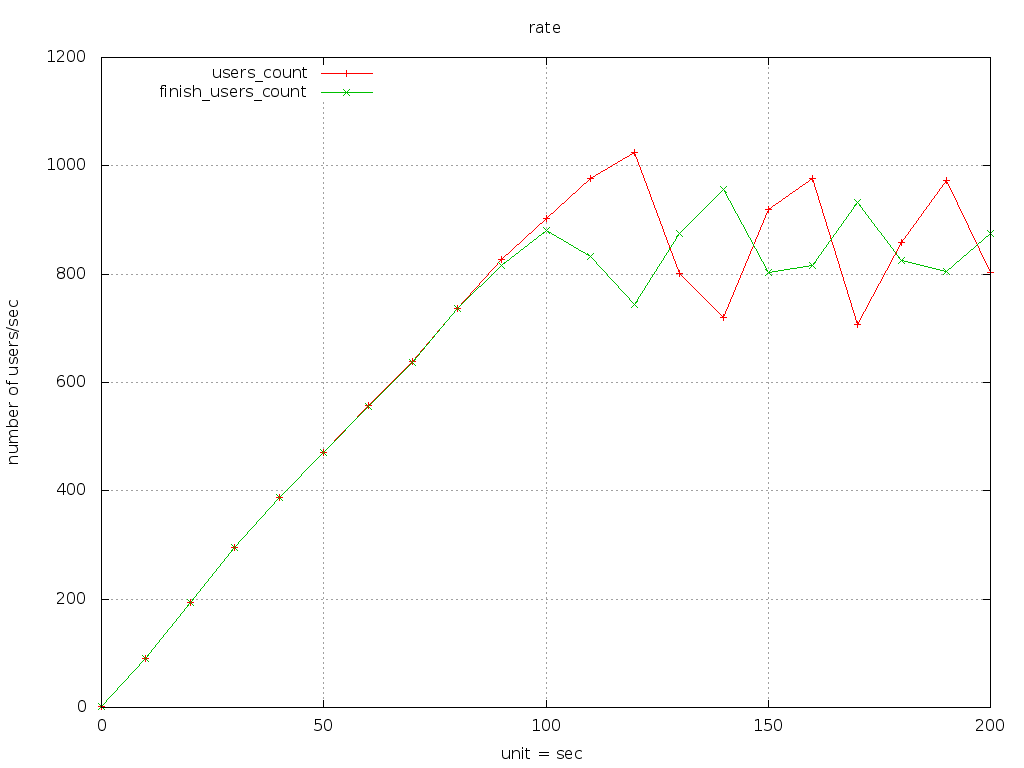 rate
users_count
finish_users_count
1200
1000
800
600
400
200
0
number of users/sec
0 50 100 150 200
unit = sec